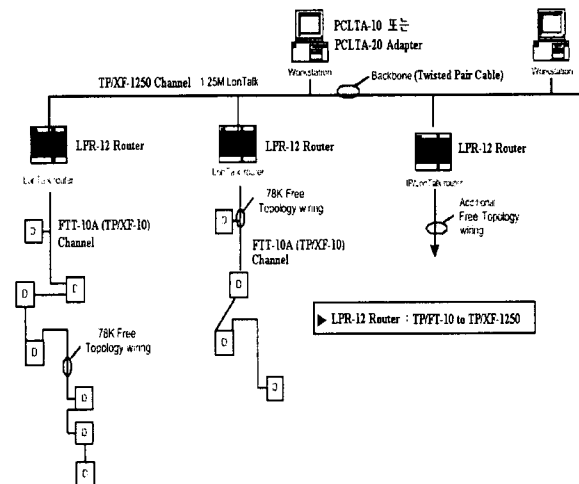 PCLTA-10 또는
PCLTA-20 Adapter
Workstation
Workstation
TP/XF-1250 Channel 1.25M LonTalk
Backbone (Twisted Pair Cable)
LPR-12 Router
LonTalk router
LPR-12 Router
LonTalk router
LPR-12 Router
IP/LonTalk router
78K Free
Topology wiring
Additional
Free Topology
wiring
D
FTT-10A (TP/XF-10)
Channel
D
FTT-10A (TP/XF-10)
Channel
D
D
D
78K Free
Topology wiring
D
D
D
D
D
▶ LPR-12 Router : TP/FT-10 to TP/XF-1250